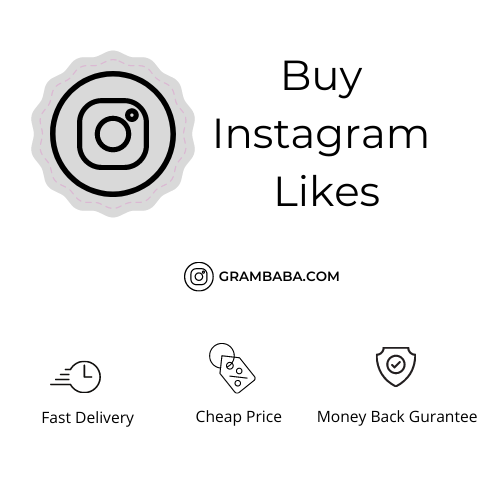 Buy
Instagram
Likes
GRAMBABA.COM
Fast Delivery
Cheap Price
Money Back Gurantee